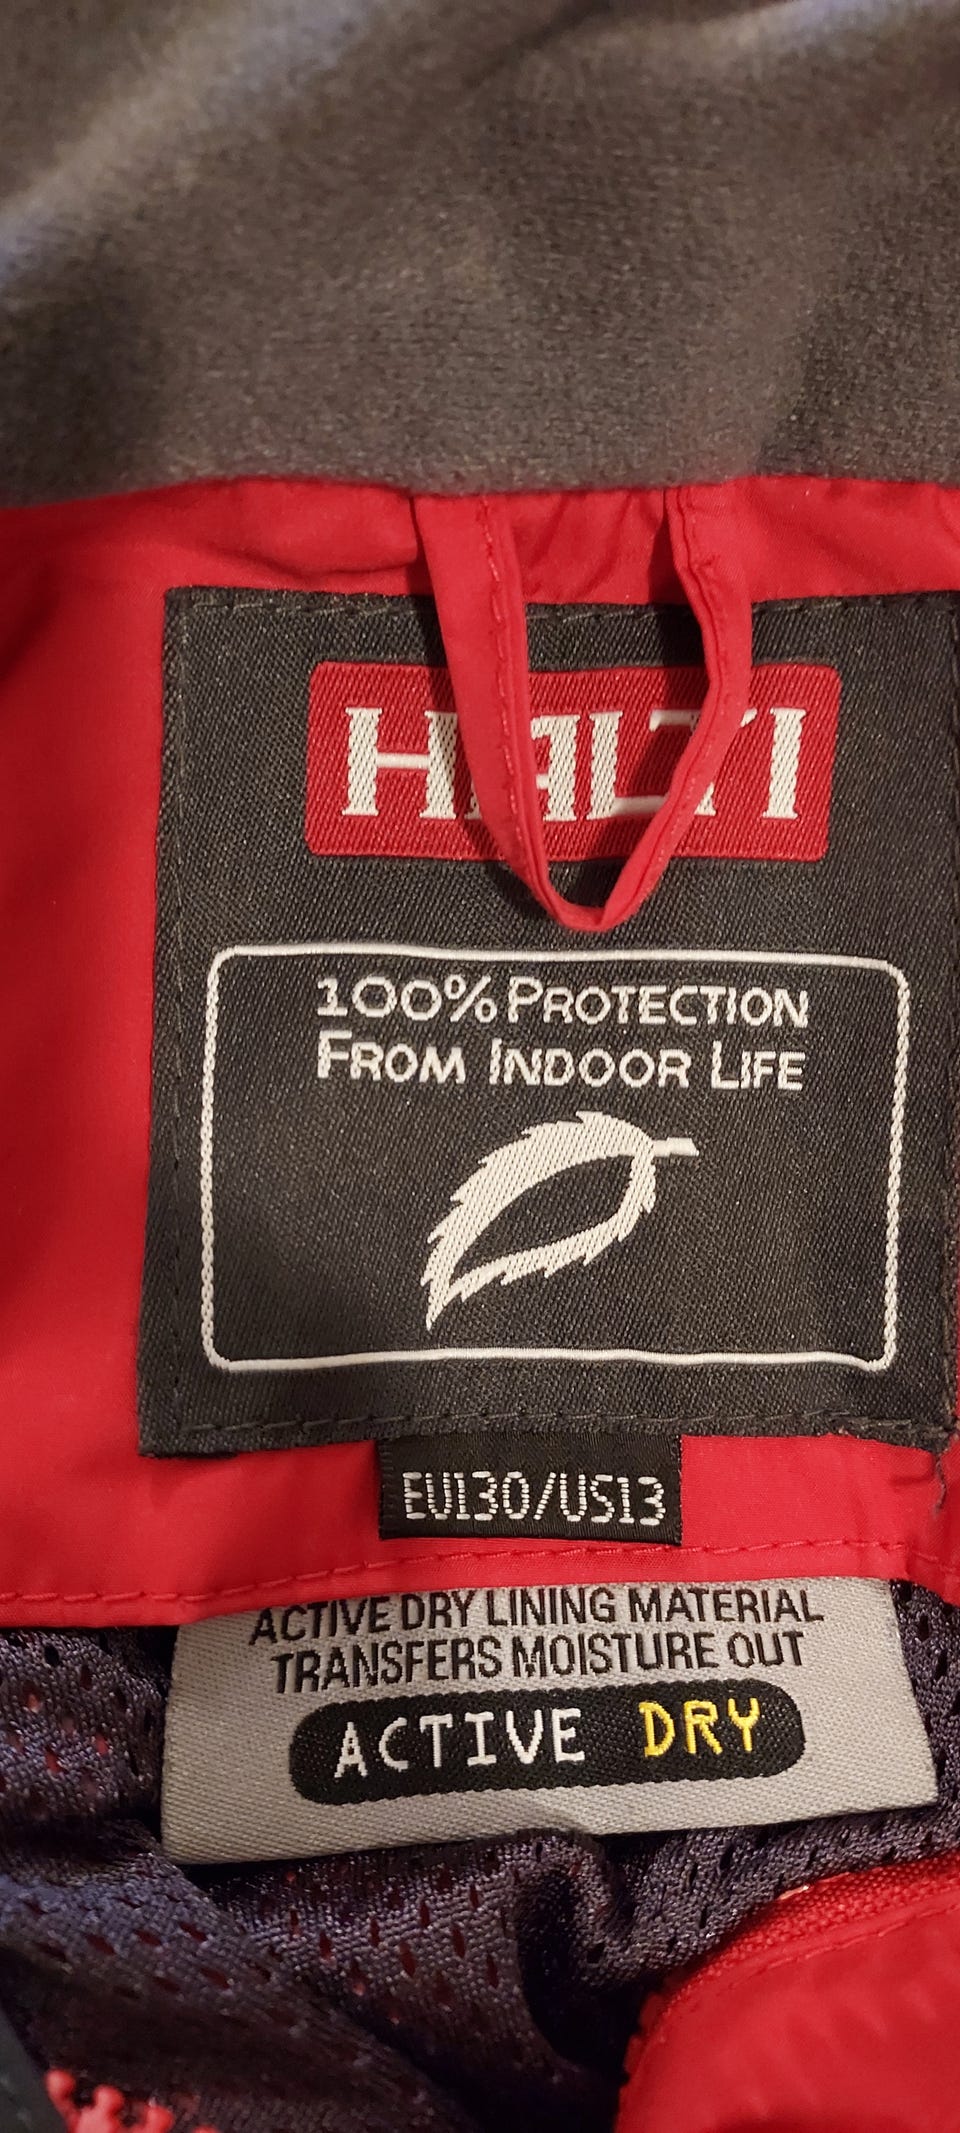 HALTI
100% PROTECTION
FROM INDOOR LIFE
EU130/US13
ACTIVE DRY LINING MATERIAL
TRANSFERS MOISTURE OUT
ACTIVE DRY